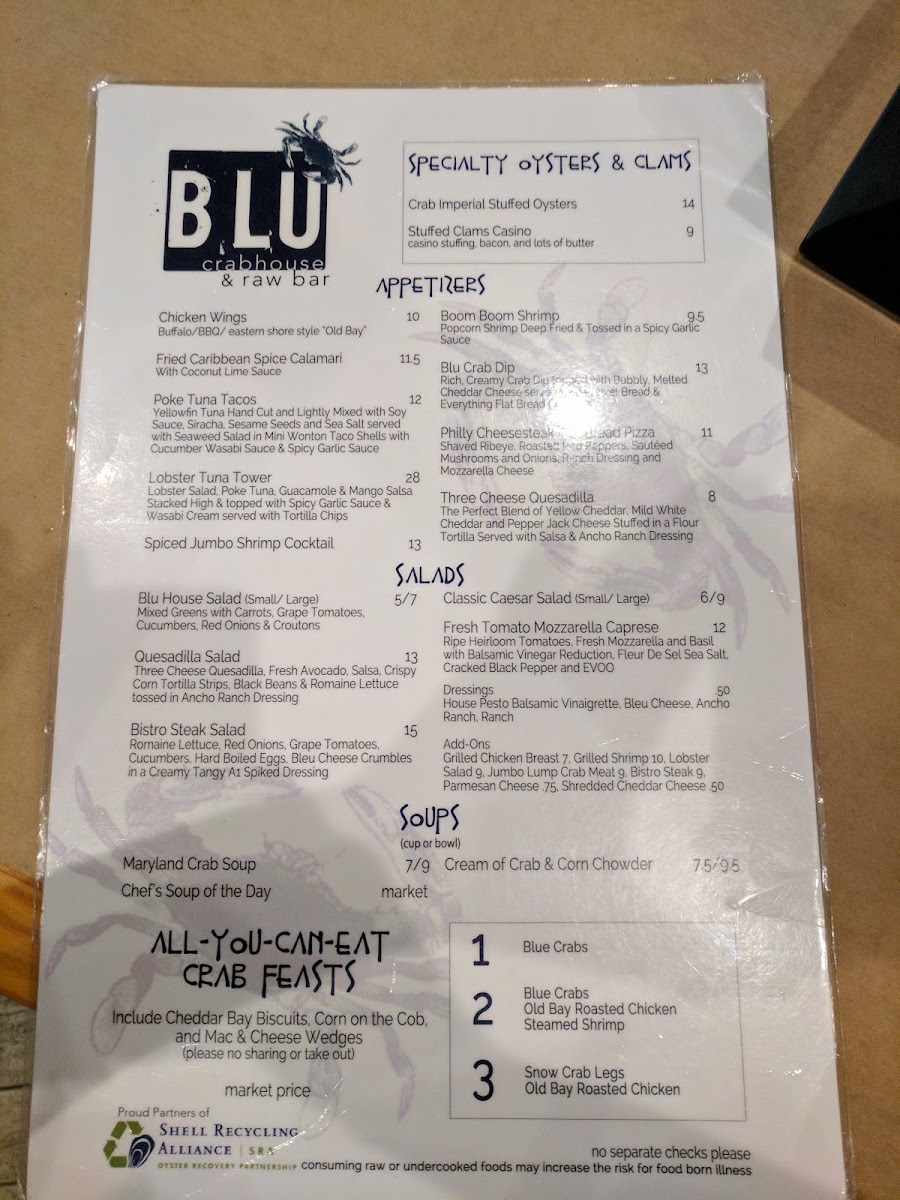 BLU
crabhouse
& raw bar
SPECIALTY OYSTERS & CLAMS
Crab Imperial Stuffed Oysters 14
Stuffed Clams Casino 9
casino stuffing, bacon, and lots of butter
APPETIZERS
Chicken Wings 10
Buffalo/BBQ/ eastern shore style "Old Bay"
Fried Caribbean Spice Calamari 11.5
With Coconut Lime Sauce
Poke Tuna Tacos 12
Yellowfin Tuna Hand Cut and Lightly Mixed with Soy
Sauce, Siracha, Sesame Seeds and Sea Salt served
with Seaweed Salad in Mini Wonton Taco Shells with
Cucumber Wasabi Sauce & Spicy Garlic Sauce
Lobster Tuna Tower 28
Lobster Salad, Poke Tuna, Guacamole & Mango Salsa
Stacked High & topped with Spicy Garlic Sauce &
Wasabi Cream served with Tortilla Chips
Spiced Jumbo Shrimp Cocktail 13
Boom Boom Shrimp 9.5
Popcorn Shrimp Deep Fried & Tossed in a Spicy Garlic
Sauce
Blu Crab Dip 13
Rich, Creamy Crab Dip topped with Bubbly, Melted
Cheddar Cheese Bread &
Everything Flat Bread
Philly Cheesesteak Bread Pizza 11
Shaved Ribeye, Roasted Red Peppers, Sautéed
Mushrooms and Onions, Ranch Dressing and
Mozzarella Cheese
Three Cheese Quesadilla 8
The Perfect Blend of Yellow Cheddar, Mild White
Cheddar and Pepper Jack Cheese Stuffed in a Flour
Tortilla Served with Salsa & Ancho Ranch Dressing
SALADS
Blu House Salad (Small/ Large) 5/7
Mixed Greens with Carrots, Grape Tomatoes,
Cucumbers, Red Onions & Croutons
Quesadilla Salad 13
Three Cheese Quesadilla, Fresh Avocado, Salsa, Crispy
Corn Tortilla Strips, Black Beans & Romaine Lettuce
tossed in Ancho Ranch Dressing
Bistro Steak Salad 15
Romaine Lettuce, Red Onions, Grape Tomatoes,
Cucumbers, Hard Boiled Eggs, Bleu Cheese Crumbles
in a Creamy Tangy A1 Spiked Dressing
Classic Caesar Salad (Small/ Large) 6/9
Fresh Tomato Mozzarella Caprese 12
Ripe Heirloom Tomatoes, Fresh Mozzarella and Basil
with Balsamic Vinegar Reduction, Fleur De Sel Sea Salt,
Cracked Black Pepper and EVOO
Dressings .50
House Pesto Balsamic Vinaigrette, Bleu Cheese, Ancho
Ranch, Ranch
Add-Ons
Grilled Chicken Breast 7, Grilled Shrimp 10, Lobster
Salad 9, Jumbo Lump Crab Meat 9, Bistro Steak 9,
Parmesan Cheese .75, Shredded Cheddar Cheese .50
SOUPS
(cup or bowl)
Maryland Crab Soup 7/9
Chef's Soup of the Day market
Cream of Crab & Corn Chowder 7.5/9.5
ALL-YOU-CAN-EAT
CRAB FEASTS
Include Cheddar Bay Biscuits, Corn on the Cob,
and Mac & Cheese Wedges
(please no sharing or take out)
market price
1 Blue Crabs
2 Blue Crabs
Old Bay Roasted Chicken
Steamed Shrimp
3 Snow Crab Legs
Old Bay Roasted Chicken
Proud Partners of
SHELL RECYCLING
ALLIANCE | SRA
OYSTER RECOVERY PARTNERSHIP
no separate checks please
consuming raw or undercooked foods may increase the risk for food born illness